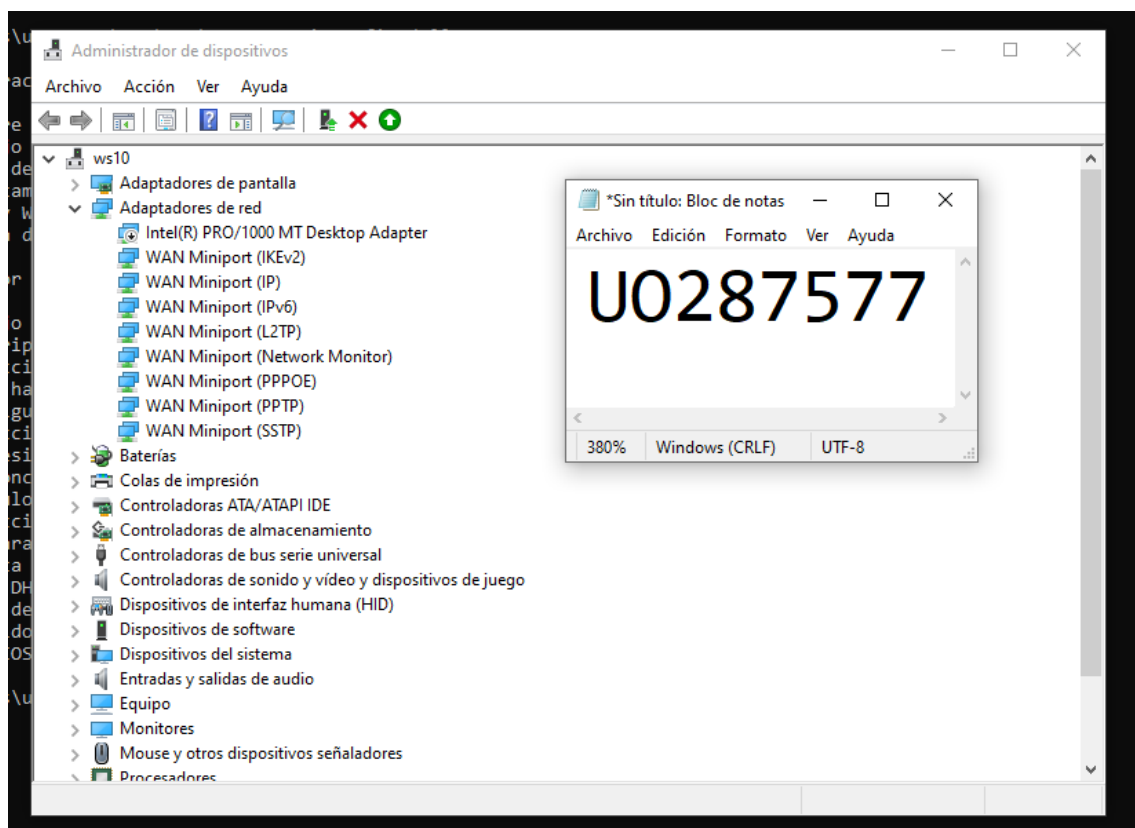 Administrador de dispositivos
Archivo Acción Ver Ayuda
ws10
Adaptadores de pantalla
Adaptadores de red
Intel(R) PRO/1000 MT Desktop Adapter
WAN Miniport (IKEv2)
WAN Miniport (IP)
WAN Miniport (IPv6)
WAN Miniport (L2TP)
WAN Miniport (Network Monitor)
WAN Miniport (PPPOE)
WAN Miniport (PPTP)
WAN Miniport (SSTP)
Baterías
Colas de impresión
Controladoras ATA/ATAPI IDE
Controladoras de almacenamiento
Controladoras de bus serie universal
Controladoras de sonido y vídeo y dispositivos de juego
Dispositivos de interfaz humana (HID)
Dispositivos de software
Dispositivos del sistema
Entradas y salidas de audio
Equipo
Monitores
Mouse y otros dispositivos señaladores
Procesadores
*Sin título: Bloc de notas
Archivo Edición Formato Ver Ayuda
UO287577
380% Windows (CRLF) UTF-8